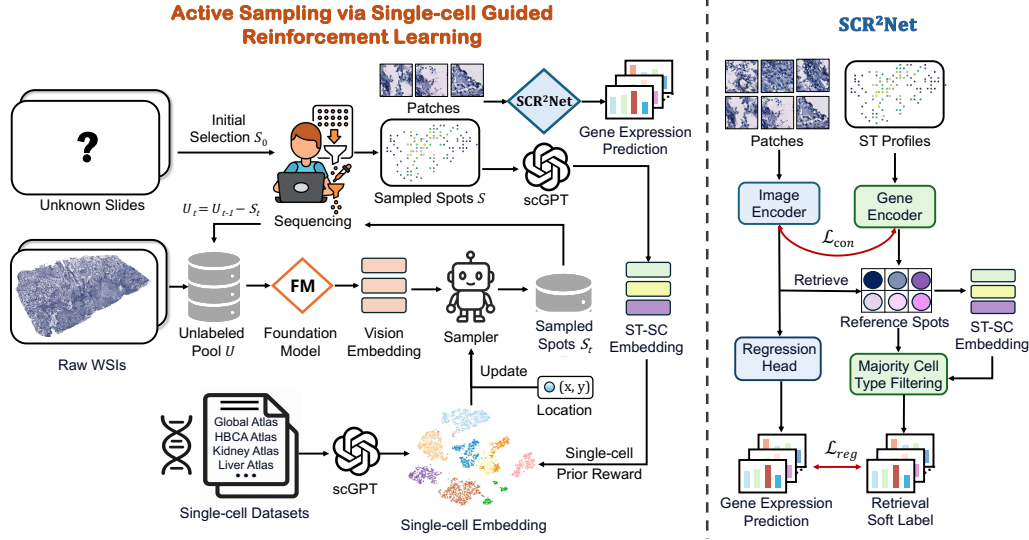 Active Sampling via Single-cell Guided
Reinforcement Learning
?
Unknown Slides
Initial
Selection S₀
Sequencing
Patches
SCR²Net
Gene Expression
Prediction
Sampled Spots S
scGPT
Uₜ = Uₜ₋₁ − Sₜ
Raw WSIs
Unlabeled
Pool U
FM
Foundation
Model
Vision
Embedding
Sampler
Sampled
Spots Sₜ
ST-SC
Embedding
Update
(x, y)
Location
Global Atlas
HBCA Atlas
Kidney Atlas
Liver Atlas
• • •
Single-cell Datasets
scGPT
Single-cell Embedding
Single-cell
Prior Reward
SCR²Net
Patches
ST Profiles
Image
Encoder
Gene
Encoder
ℒcon
Retrieve
Reference Spots
ST-SC
Embedding
Regression
Head
Majority Cell
Type Filtering
ℒreg
Gene Expression
Prediction
Retrieval
Soft Label